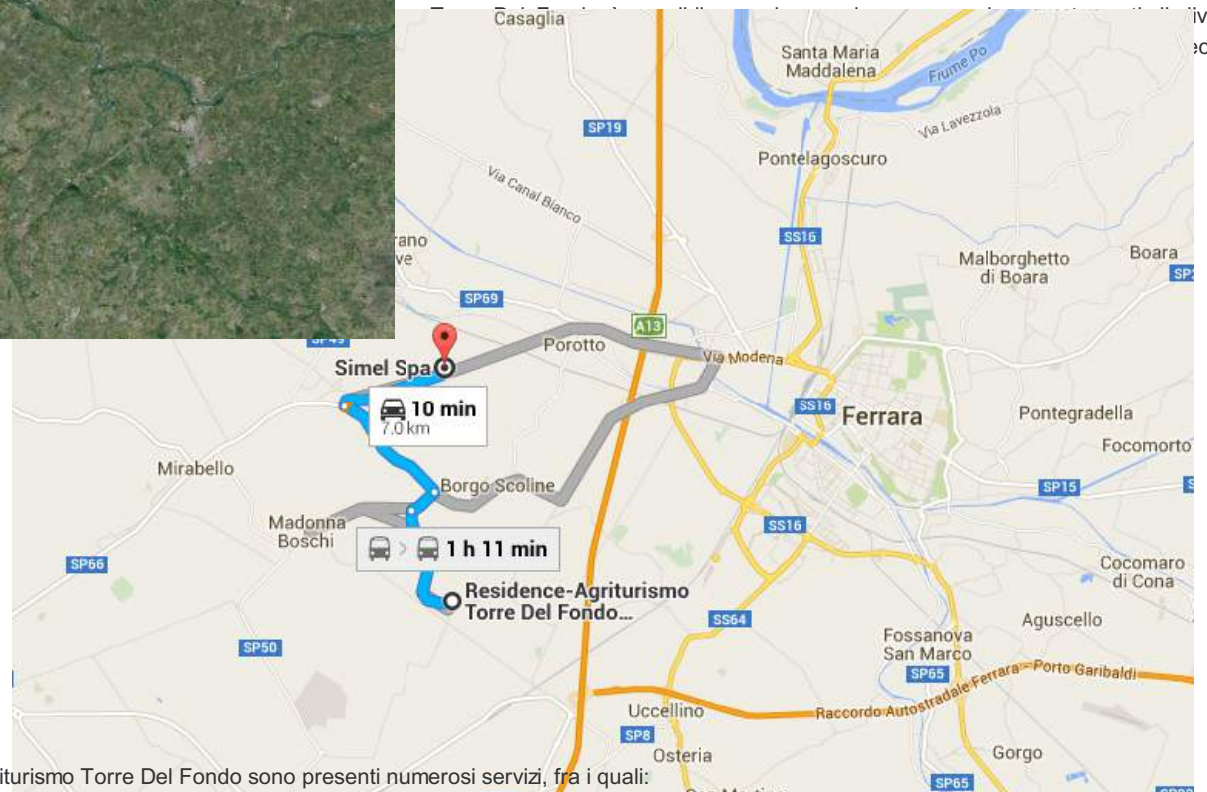 Casaglia
Santa Maria
Maddalena
Fiume Po
SP19
Via Lavezzola
Pontelagoscuro
Via Canal Bianco
SS16
Malborghetto
di Boara
Boara
SP69
A13
Porotto
Via Modena
Simel Spa
10 min
7.0 km
SS16
Ferrara
Pontegradella
Focomorto
Mirabello
Borgo Scoline
SP15
Madonna
Boschi
SS16
1 h 11 min
SP66
Cocomaro
di Cona
Residence-Agriturismo
Torre Del Fondo...
SS64
Aguscello
SP50
Fossanova
San Marco
SP65
Raccordo Autostradale Ferrara - Porto Garibaldi
Uccellino
SP8
Osteria
Gorgo
SP65
iturismo Torre Del Fondo sono presenti numerosi servizi, fra i quali: